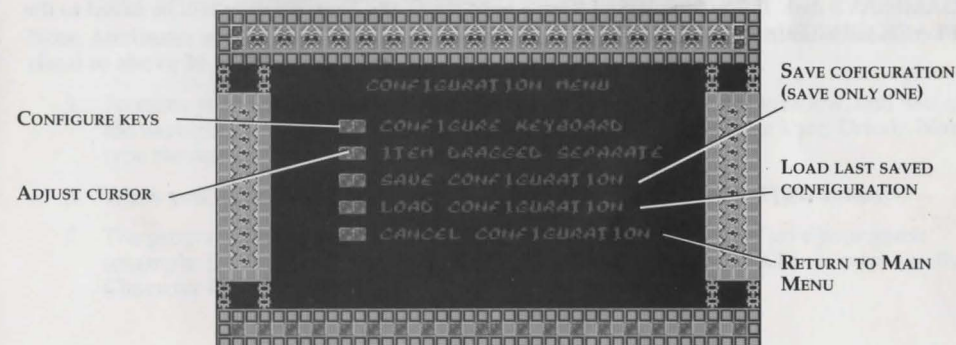 CONFIGURATION MENU
CONFIGURE KEYS
CONFIGURE KEYBOARD
ADJUST CURSOR
ITEM DRAGGED SEPARATE
SAVE CONFIGURATION
LOAD CONFIGURATION
CANCEL CONFIGURATION
SAVE COFIGURATION
(SAVE ONLY ONE)
LOAD LAST SAVED
CONFIGURATION
RETURN TO MAIN
MENU